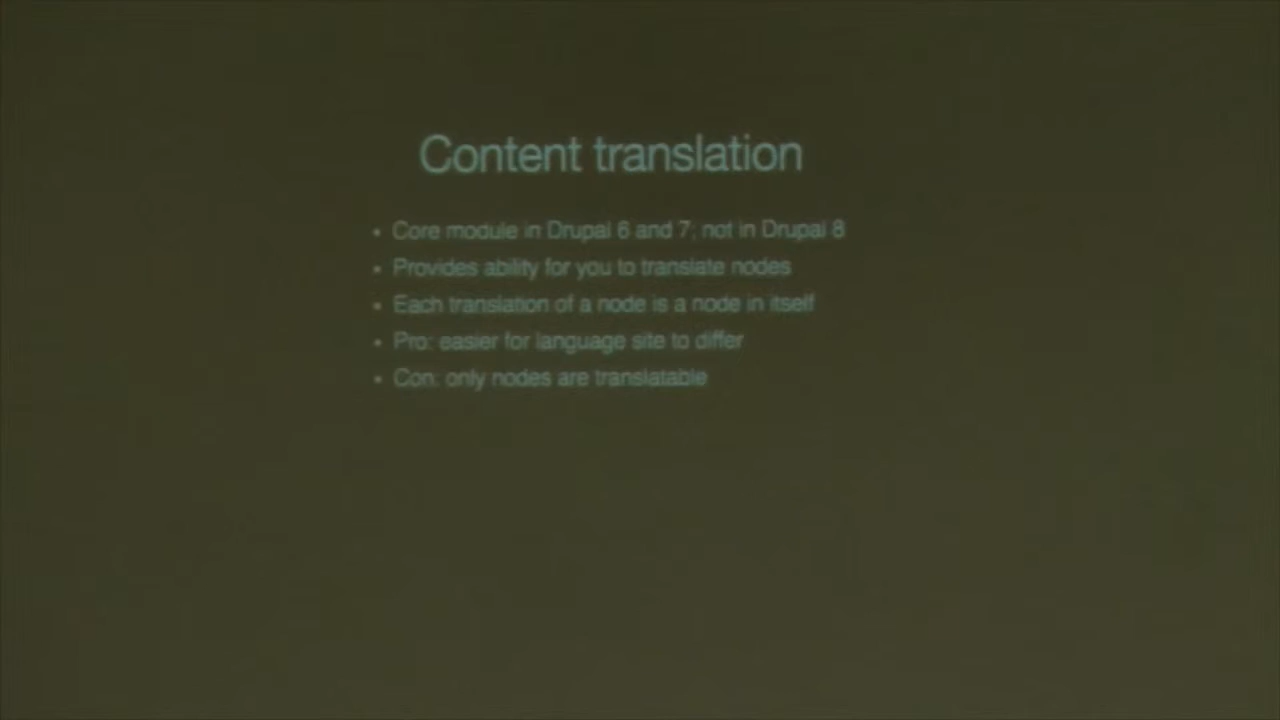 Content translation
• Core module in Drupal 6 and 7; not in Drupal 8
• Provides ability for you to translate nodes
• Each translation of a node is a node in itself
• Pro: easier for language site to differ
• Con: only nodes are translatable